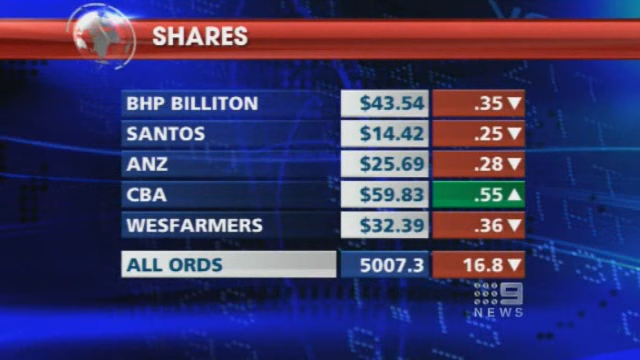 SHARES
BHP BILLITON $43.54 .35 ▼
SANTOS $14.42 .25 ▼
ANZ $25.69 .28 ▼
CBA $59.83 .55 ▲
WESFARMERS $32.39 .36 ▼
ALL ORDS 5007.3 16.8 ▼
9
NEWS